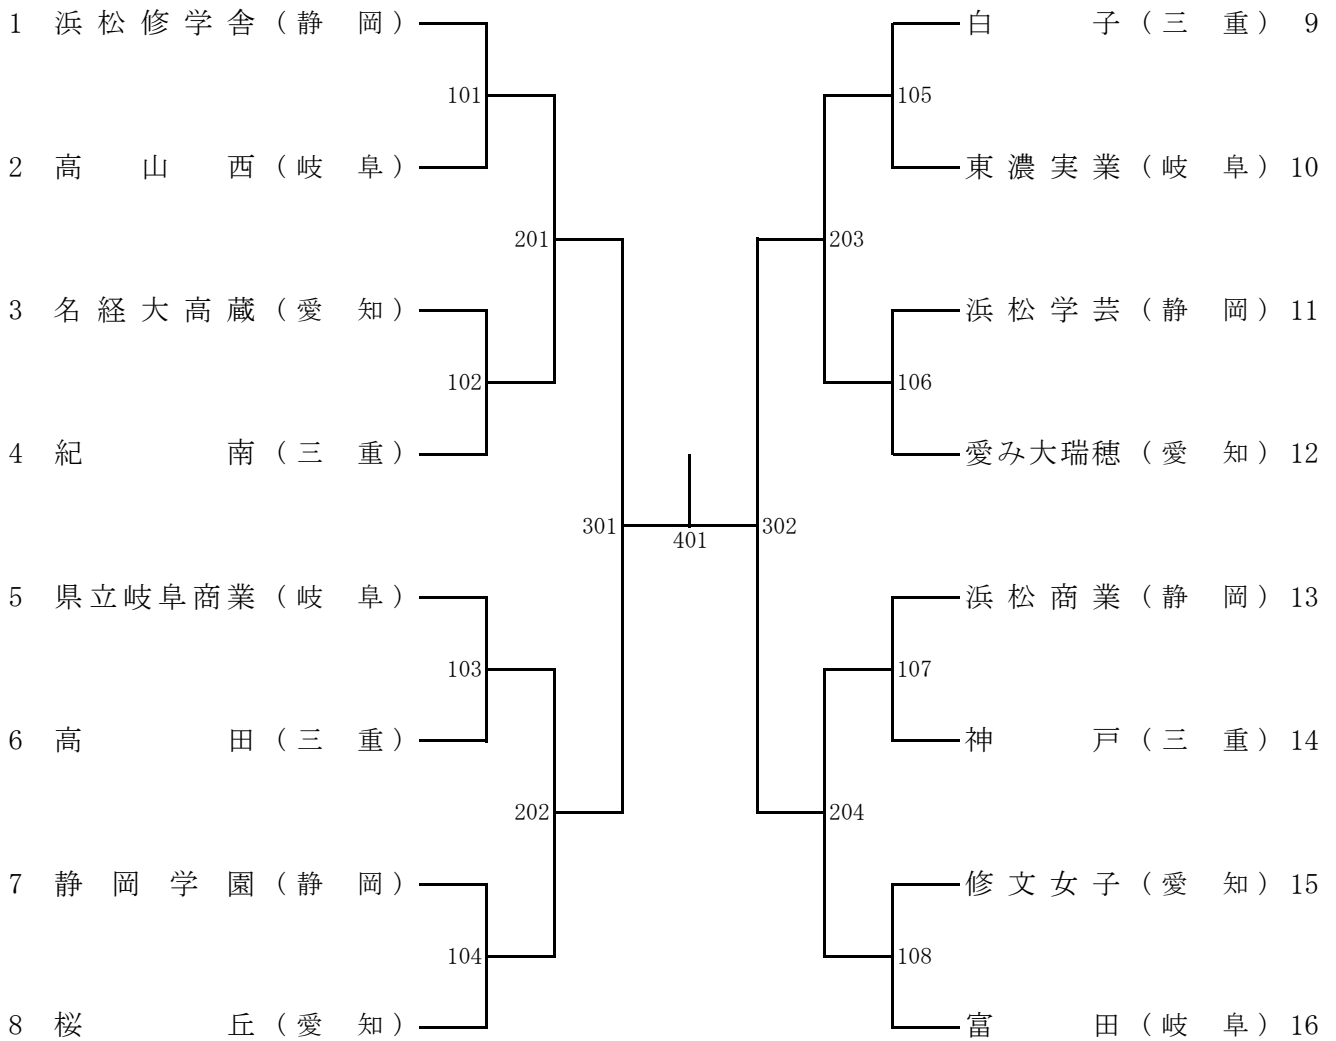 1 浜松修学舎（静 岡）
101
2 高山西（岐 阜）
201
3 名経大高蔵（愛 知）
102
4 紀南（三 重）
301
5 県立岐阜商業（岐 阜）
103
6 高田（三 重）
202
7 静岡学園（静 岡）
104
8 桜丘（愛 知）
401
白子（三 重） 9
105
東濃実業（岐 阜） 10
203
浜松学芸（静 岡） 11
106
愛み大瑞穂（愛 知） 12
302
浜松商業（静 岡） 13
107
神戸（三 重） 14
204
修文女子（愛 知） 15
108
富田（岐 阜） 16